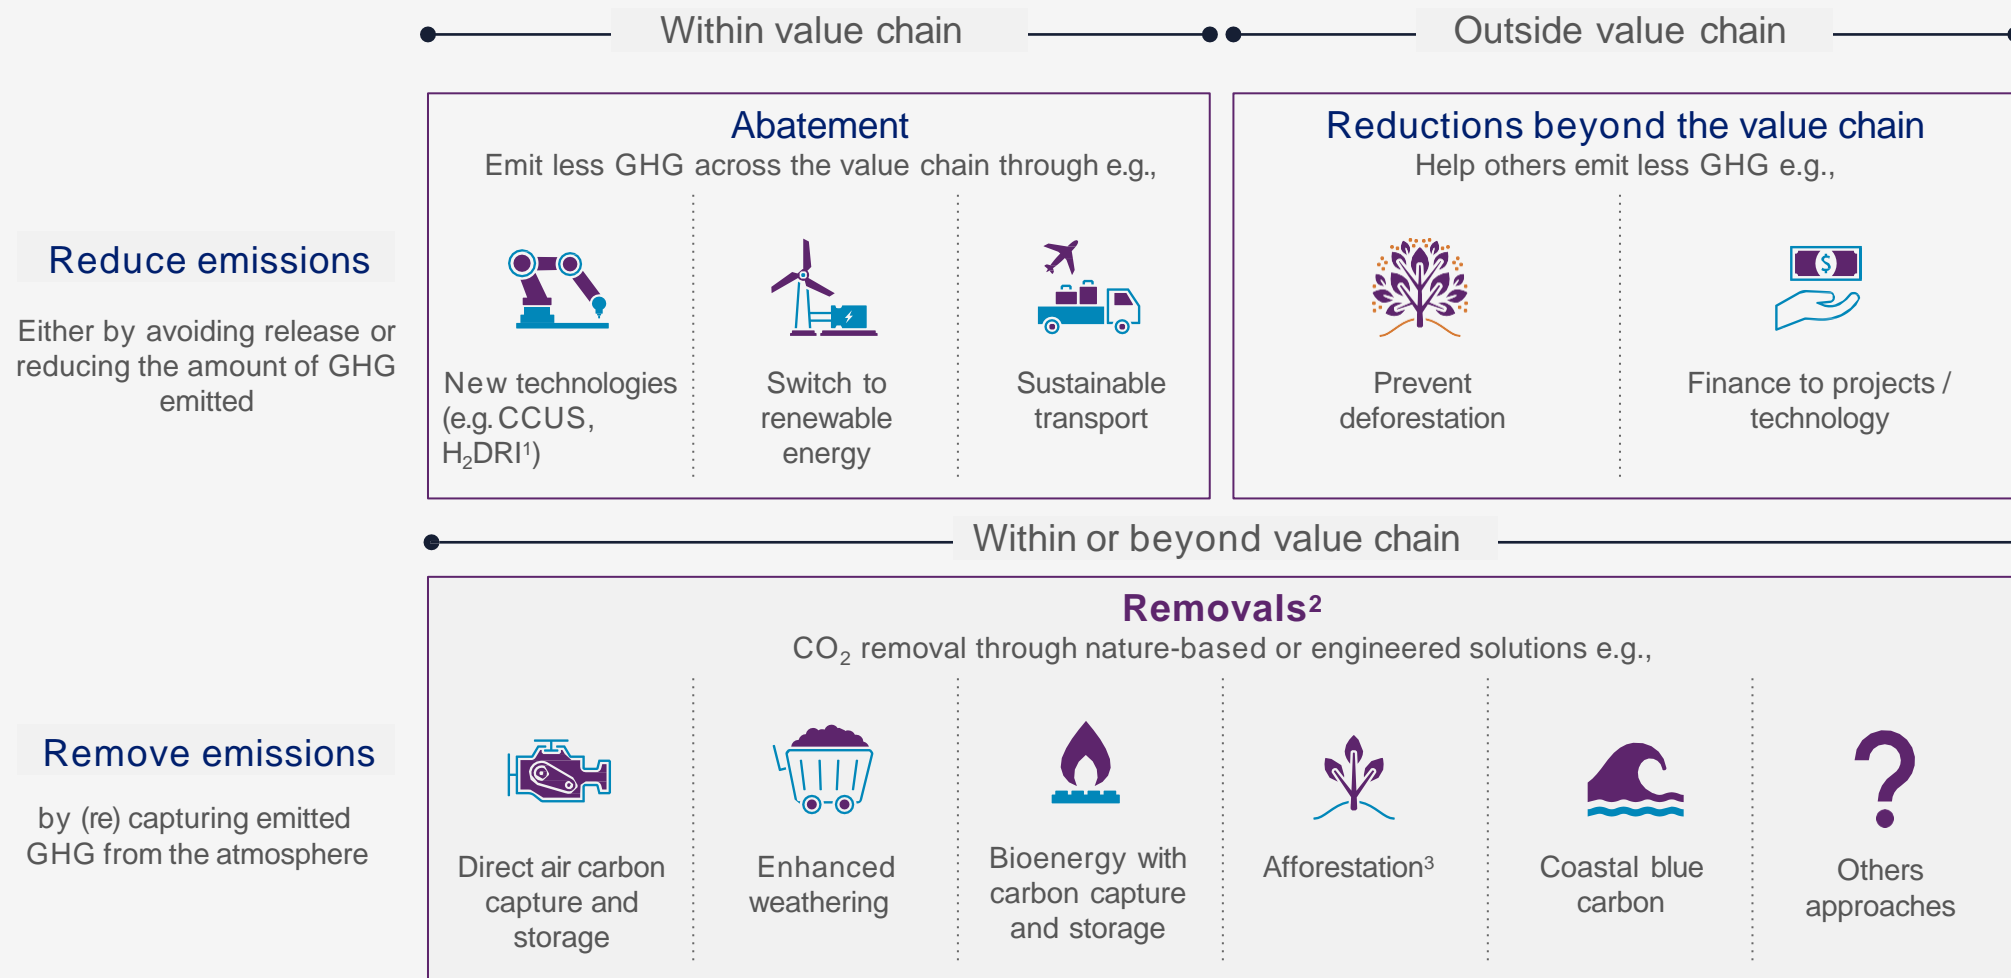 Within value chain
Outside value chain
Abatement
Emit less GHG across the value chain through e.g.,
Reductions beyond the value chain
Help others emit less GHG e.g.,
Reduce emissions
Either by avoiding release or
reducing the amount of GHG
emitted
New technologies
(e.g. CCUS,
H₂DRI¹)
Switch to
renewable
energy
Sustainable
transport
Prevent
deforestation
$
Finance to projects /
technology
Within or beyond value chain
Removals²
CO₂ removal through nature-based or engineered solutions e.g.,
Remove emissions
by (re) capturing emitted
GHG from the atmosphere
Direct air carbon
capture and
storage
Enhanced
weathering
Bioenergy with
carbon capture
and storage
Afforestation³
Coastal blue
carbon
?
Others
approaches